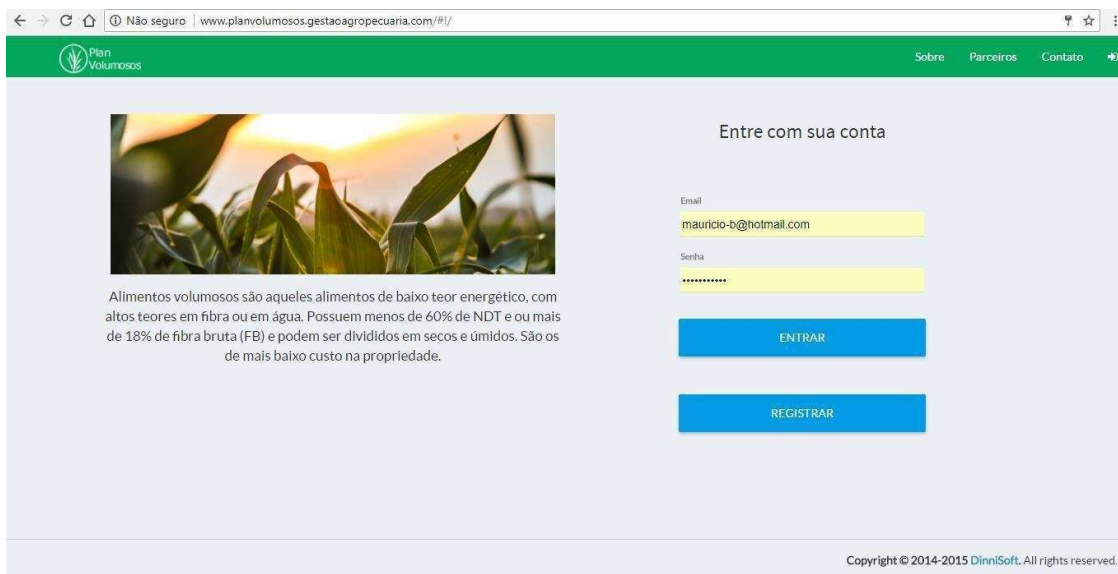 Não seguro | www.planvolumosos.gestaoagropecuaria.com/#!/
Plan
Volumosos
Sobre Parceiros Contato
Entre com sua conta
Email
mauricio-b@hotmail.com
Senha
•••••••••••
ENTRAR
REGISTRAR
Alimentos volumosos são aqueles alimentos de baixo teor energético, com
altos teores em fibra ou em água. Possuem menos de 60% de NDT e ou mais
de 18% de fibra bruta (FB) e podem ser divididos em secos e úmidos. São os
de mais baixo custo na propriedade.
Copyright © 2014-2015 DinniSoft. All rights reserved.